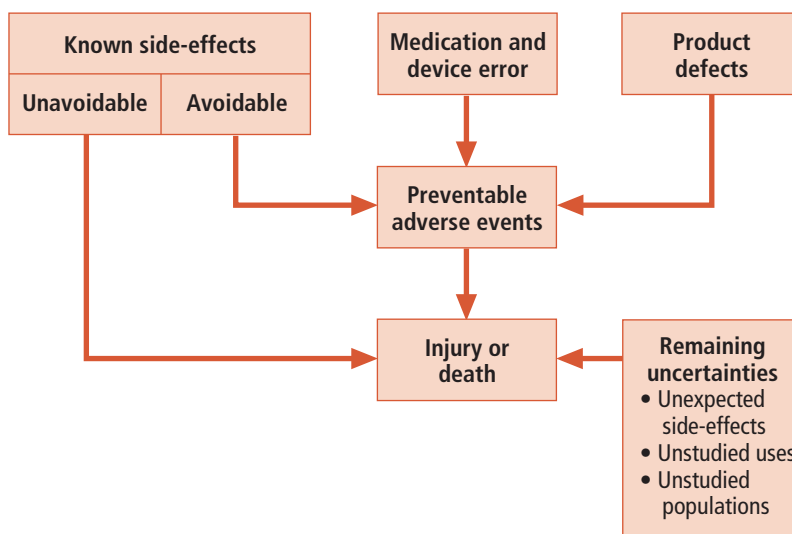 Known side-effects
Unavoidable
Avoidable
Medication and
device error
Product
defects
Preventable
adverse events
Injury or
death
Remaining
uncertainties
• Unexpected
side-effects
• Unstudied uses
• Unstudied
populations